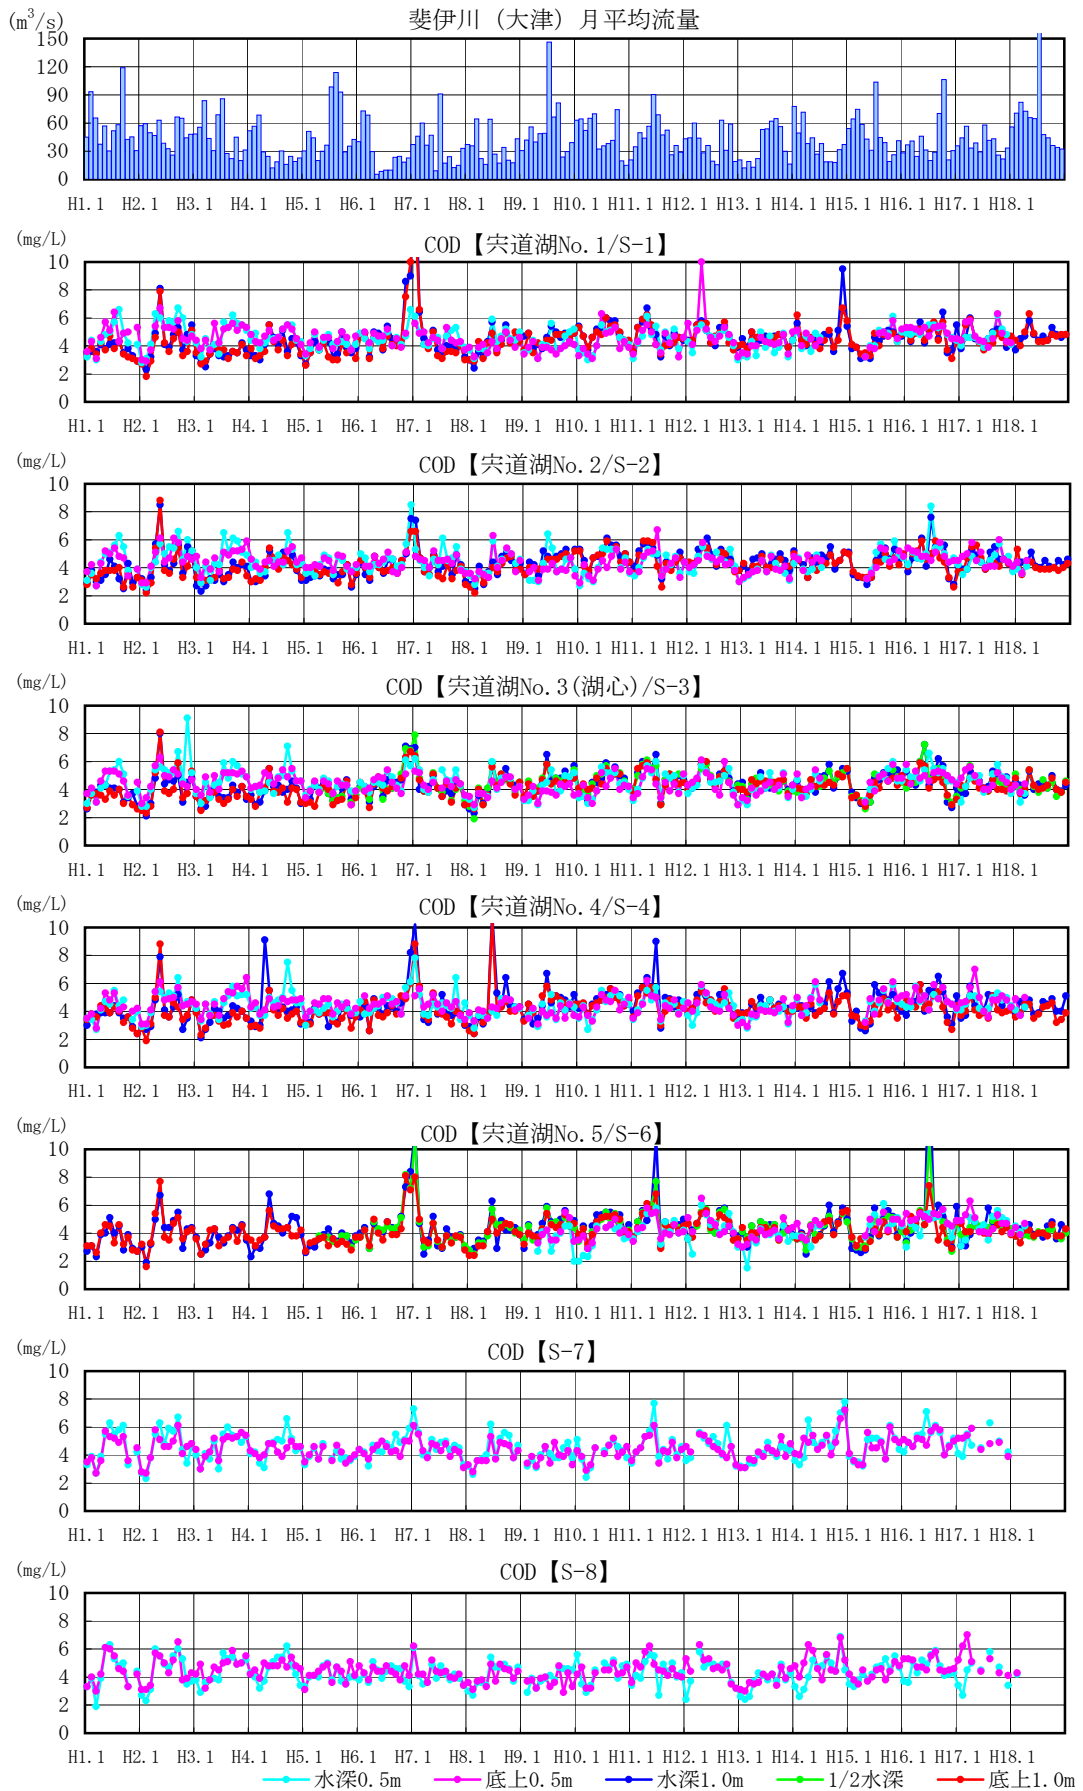 (m³/s) 斐伊川（大津）月平均流量
150
120
90
60
30
0
H1.1 H2.1 H3.1 H4.1 H5.1 H6.1 H7.1 H8.1 H9.1 H10.1 H11.1 H12.1 H13.1 H14.1 H15.1 H16.1 H17.1 H18.1
(mg/L) COD【宍道湖No.1/S-1】
10
8
6
4
2
0
H1.1 H2.1 H3.1 H4.1 H5.1 H6.1 H7.1 H8.1 H9.1 H10.1 H11.1 H12.1 H13.1 H14.1 H15.1 H16.1 H17.1 H18.1
(mg/L) COD【宍道湖No.2/S-2】
10
8
6
4
2
0
H1.1 H2.1 H3.1 H4.1 H5.1 H6.1 H7.1 H8.1 H9.1 H10.1 H11.1 H12.1 H13.1 H14.1 H15.1 H16.1 H17.1 H18.1
(mg/L) COD【宍道湖No.3(湖心)/S-3】
10
8
6
4
2
0
H1.1 H2.1 H3.1 H4.1 H5.1 H6.1 H7.1 H8.1 H9.1 H10.1 H11.1 H12.1 H13.1 H14.1 H15.1 H16.1 H17.1 H18.1
(mg/L) COD【宍道湖No.4/S-4】
10
8
6
4
2
0
H1.1 H2.1 H3.1 H4.1 H5.1 H6.1 H7.1 H8.1 H9.1 H10.1 H11.1 H12.1 H13.1 H14.1 H15.1 H16.1 H17.1 H18.1
(mg/L) COD【宍道湖No.5/S-6】
10
8
6
4
2
0
H1.1 H2.1 H3.1 H4.1 H5.1 H6.1 H7.1 H8.1 H9.1 H10.1 H11.1 H12.1 H13.1 H14.1 H15.1 H16.1 H17.1 H18.1
(mg/L) COD【S-7】
10
8
6
4
2
0
H1.1 H2.1 H3.1 H4.1 H5.1 H6.1 H7.1 H8.1 H9.1 H10.1 H11.1 H12.1 H13.1 H14.1 H15.1 H16.1 H17.1 H18.1
(mg/L) COD【S-8】
10
8
6
4
2
0
H1.1 H2.1 H3.1 H4.1 H5.1 H6.1 H7.1 H8.1 H9.1 H10.1 H11.1 H12.1 H13.1 H14.1 H15.1 H16.1 H17.1 H18.1
水深0.5m 底上0.5m 水深1.0m 1/2水深 底上1.0m